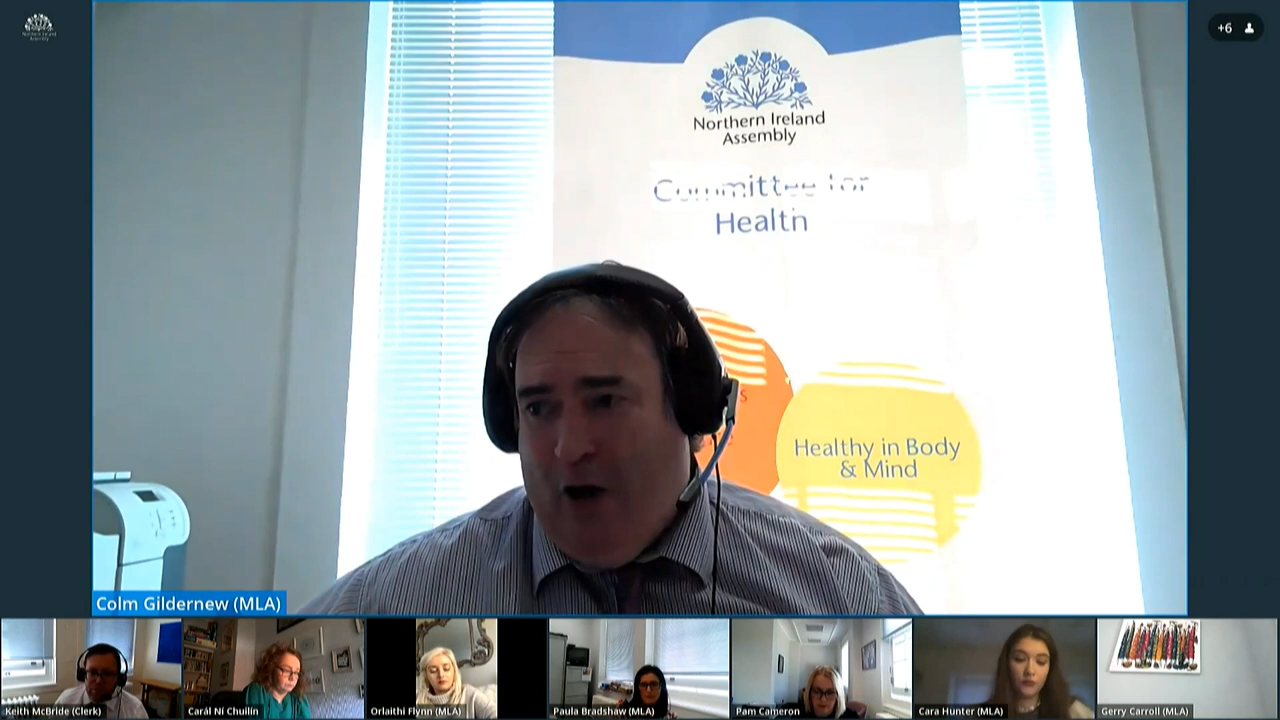 Northern Ireland
Assembly
+6
Northern Ireland
Assembly
Committee for
Health
Healthy in Body
& Mind
Colm Gildernew (MLA)
Keith McBride (Clerk)
Carál Ní Chuilín
Orlaithi Flynn (MLA)
Paula Bradshaw (MLA)
Pam Cameron
Cara Hunter (MLA)
Gerry Carroll (MLA)